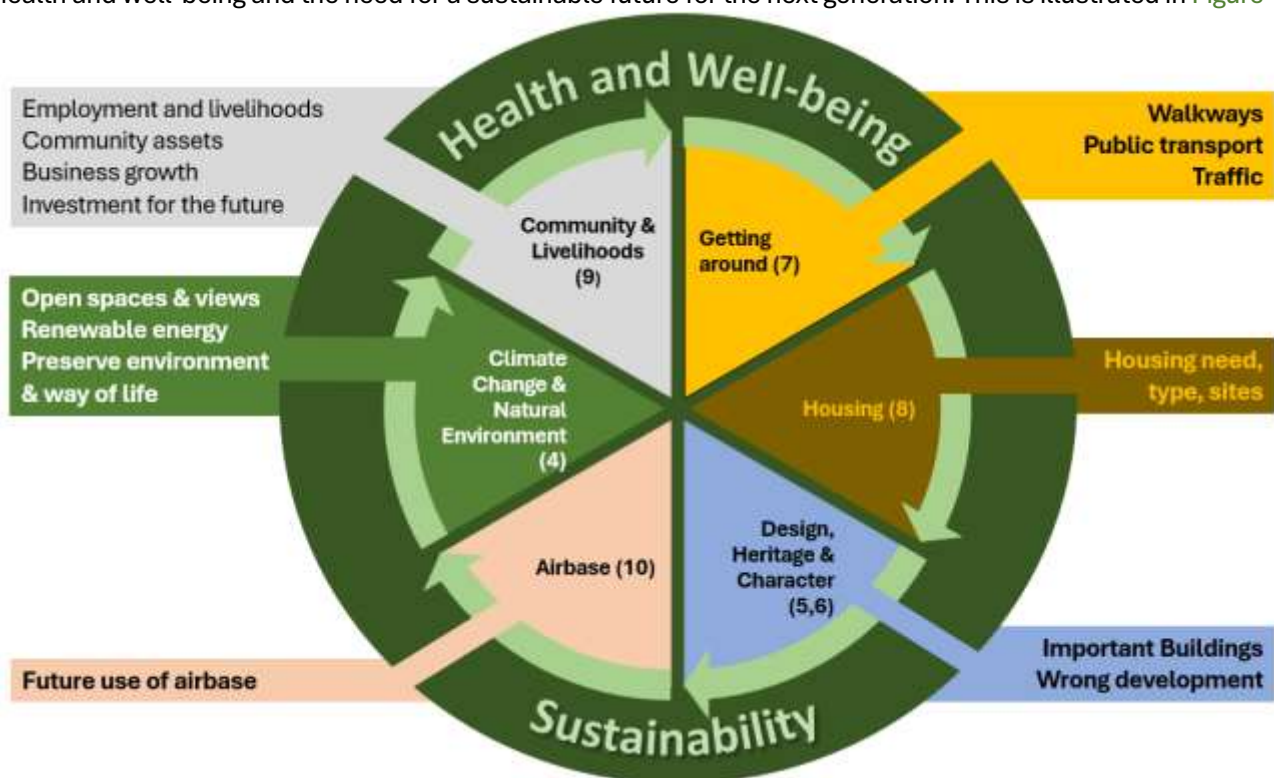 health and well-being and the need for a sustainable future for the next generation. This is illustrated in Figure
Health and Well-being
Employment and livelihoods
Community assets
Business growth
Investment for the future
Walkways
Public transport
Traffic
Community &
Livelihoods
(9)
Getting
around (7)
Open spaces & views
Renewable energy
Preserve environment
& way of life
Climate
Change &
Natural
Environment
(4)
Housing (8)
Housing need,
type, sites
Airbase (10)
Design,
Heritage &
Character
(5,6)
Future use of airbase
Important Buildings
Wrong development
Sustainability